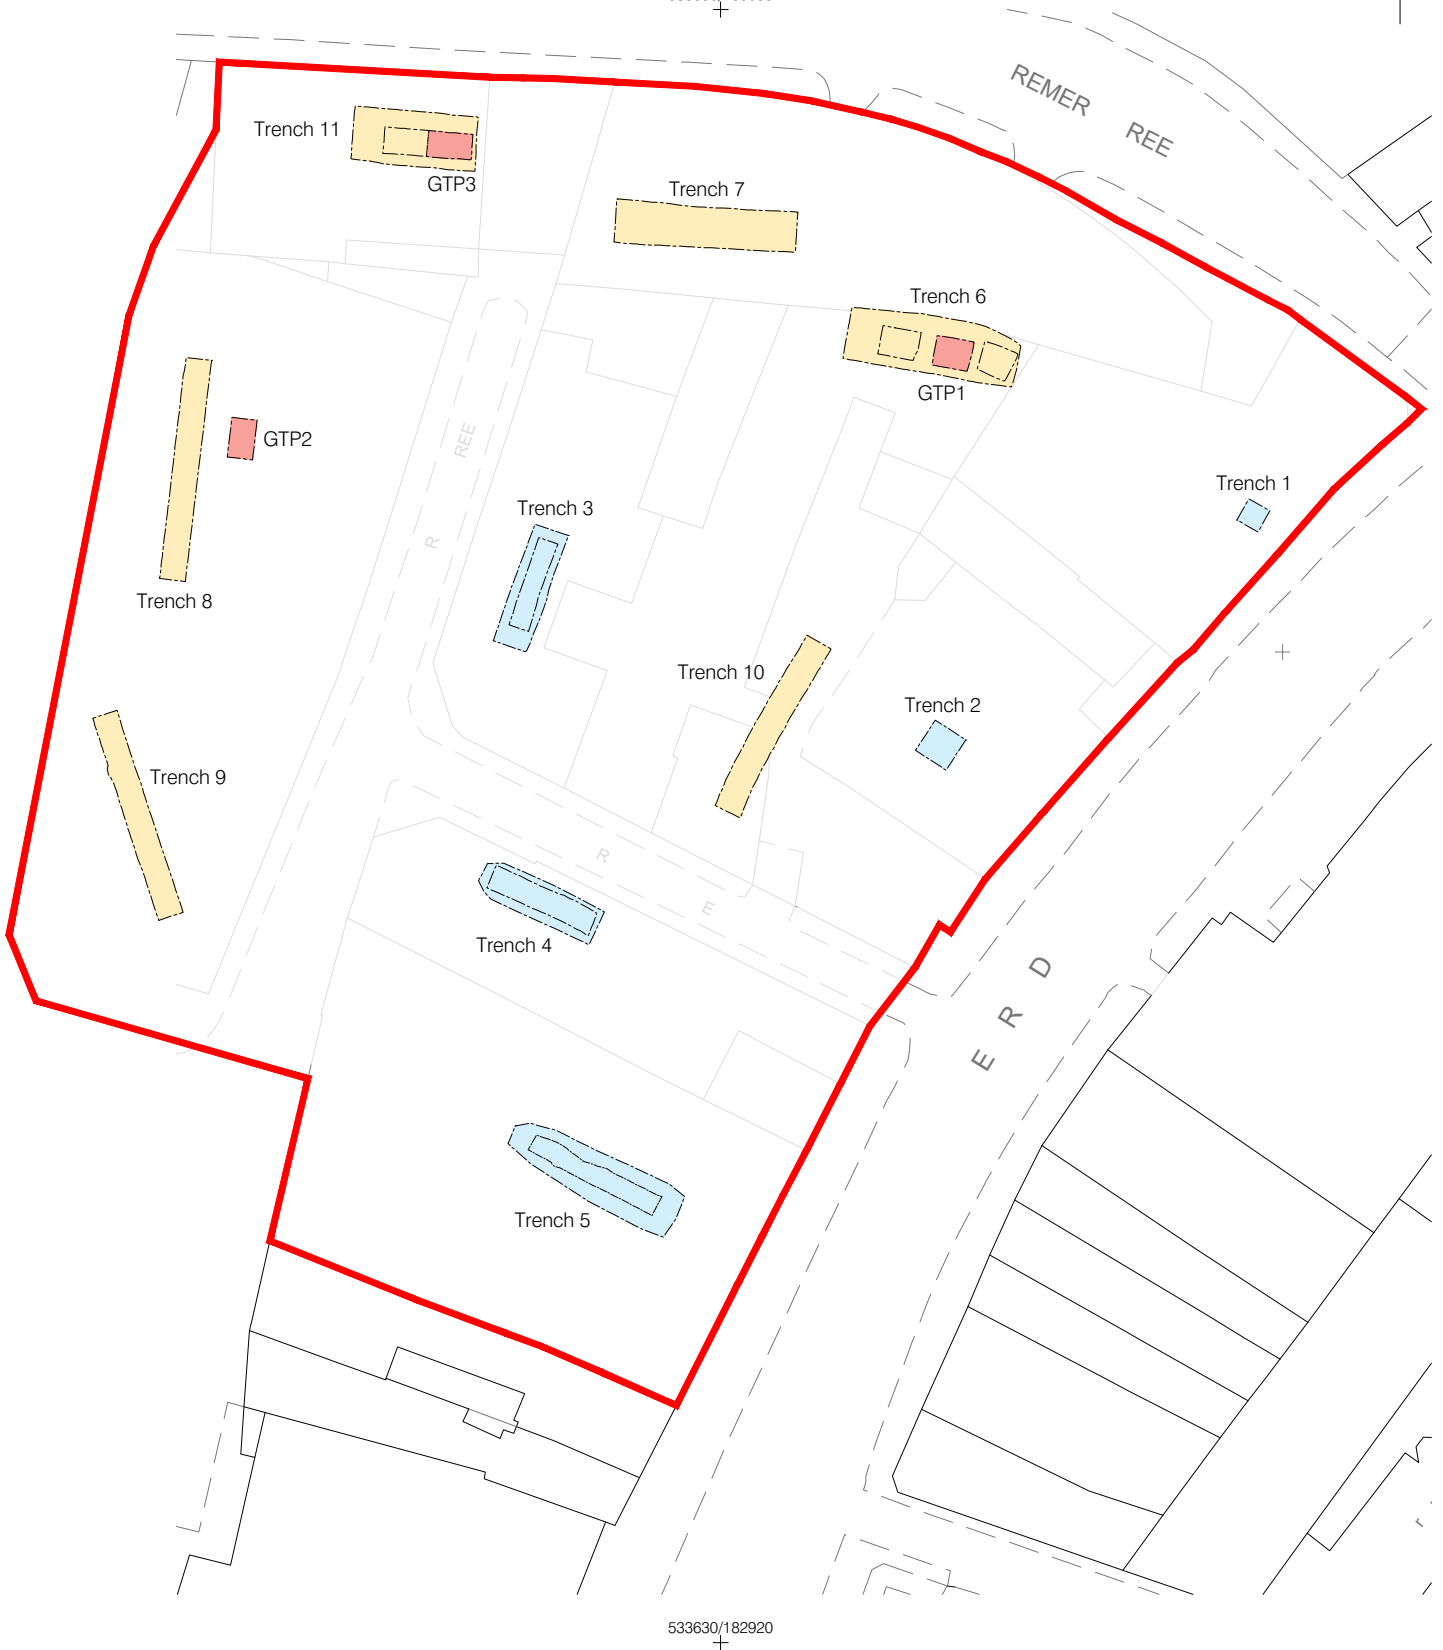 REMER
REE
Trench 11
GTP3
Trench 7
Trench 6
GTP1
REE
R
GTP2
Trench 1
Trench 3
Trench 8
Trench 10
Trench 2
Trench 9
R
E
Trench 4
E R D
Trench 5
r
533630/182920